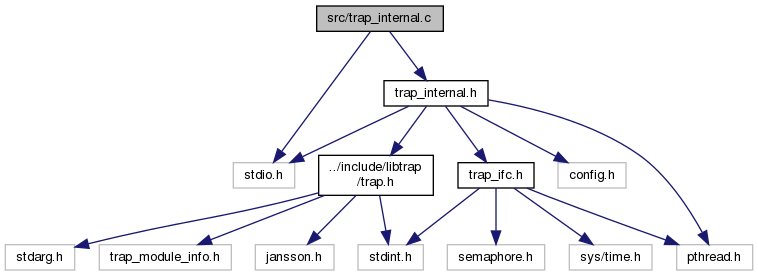 src/trap_internal.c
trap_internal.h
stdio.h
../include/libtrap
/trap.h
trap_ifc.h
config.h
stdarg.h
trap_module_info.h
jansson.h
stdint.h
semaphore.h
sys/time.h
pthread.h